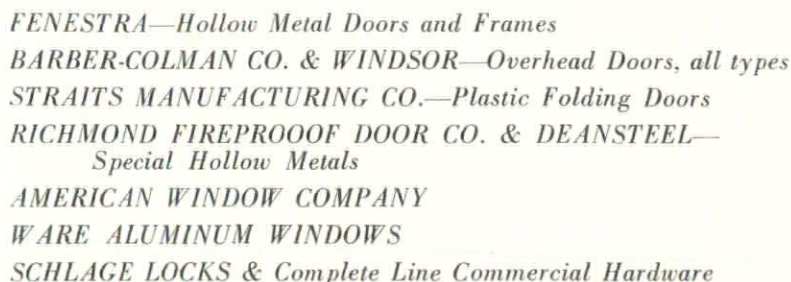 FENESTRA—Hollow Metal Doors and Frames
BARBER-COLMAN CO. & WINDSOR—Overhead Doors, all types
STRAITS MANUFACTURING CO.—Plastic Folding Doors
RICHMOND FIREPROOOF DOOR CO. & DEANSTEEL—
Special Hollow Metals
AMERICAN WINDOW COMPANY
WARE ALUMINUM WINDOWS
SCHLAGE LOCKS & Complete Line Commercial Hardware